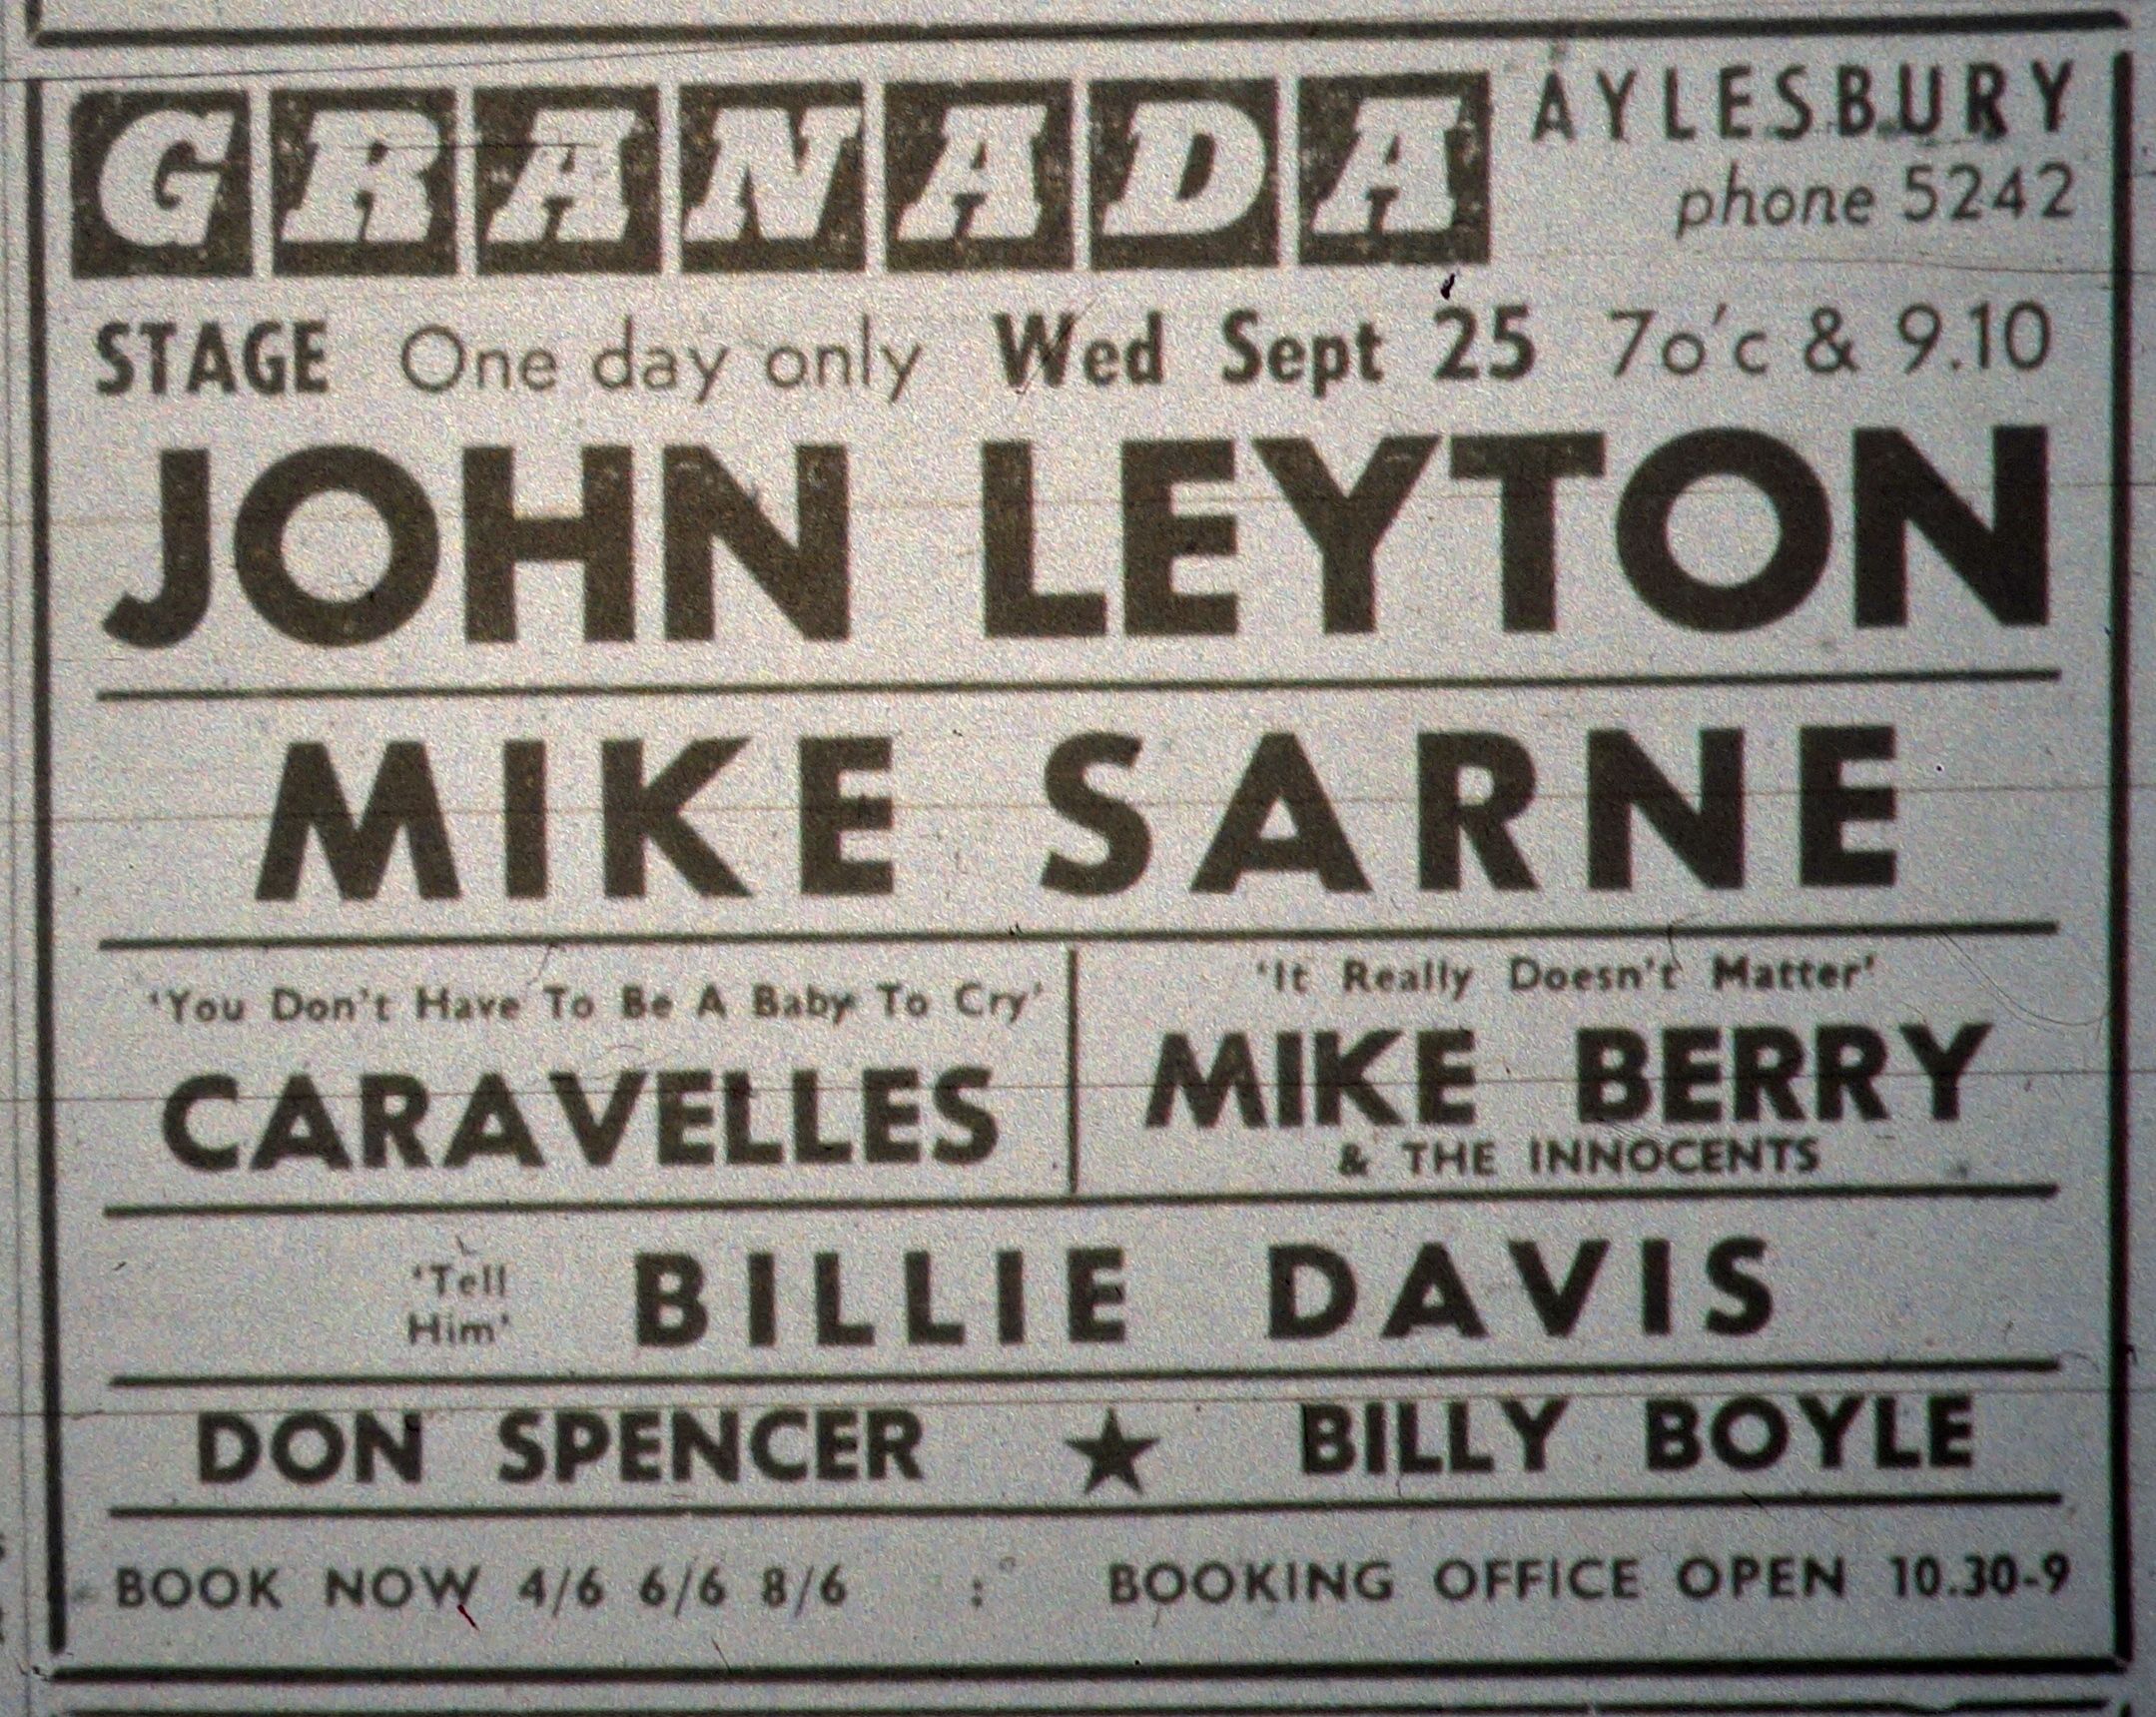 GRANADA AYLESBURY
phone 5242
STAGE One day only Wed Sept 25 7o'c & 9.10
JOHN LEYTON
MIKE SARNE
'You Don't Have To Be A Baby To Cry'
CARAVELLES
'It Really Doesn't Matter'
MIKE BERRY
& THE INNOCENTS
'Tell
Him'
BILLIE DAVIS
DON SPENCER ★ BILLY BOYLE
BOOK NOW 4/6 6/6 8/6 : BOOKING OFFICE OPEN 10.30-9